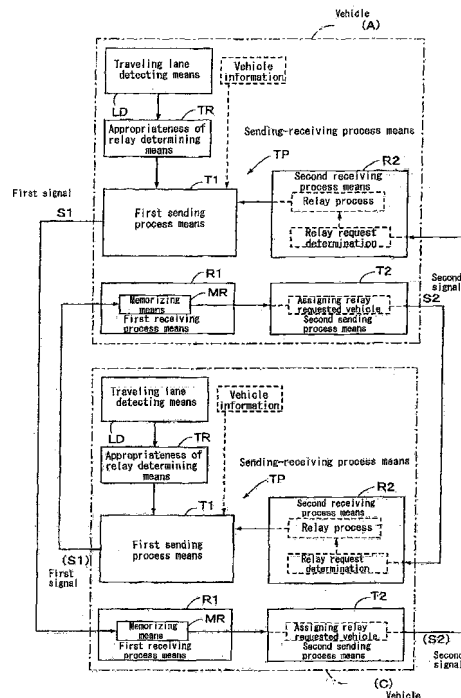 Vehicle
(A)
Traveling lane
detecting means
Vehicle
information
LD
TR
Appropriateness of
relay determining
means
Sending-receiving process means
TP
T1
R2
First signal
S1
First sending
process means
Second receiving
process means
Relay process
Relay request
determination
R1
T2
Second
signal
S2
Memorizing
means
MR
First receiving
process means
Assigning relay
requested vehicle
Second sending
process means
Traveling lane
detecting means
Vehicle
information
LD
TR
Appropriateness of
relay determining
means
Sending-receiving process means
TP
T1
R2
First sending
process means
Second receiving
process means
Relay process
Relay request
determination
(S1)
First
signal
R1
T2
Memorizing
means
MR
First receiving
process means
Assigning relay
requested vehicle
Second sending
process means
(S2)
Second
signal
(C)
Vehicle